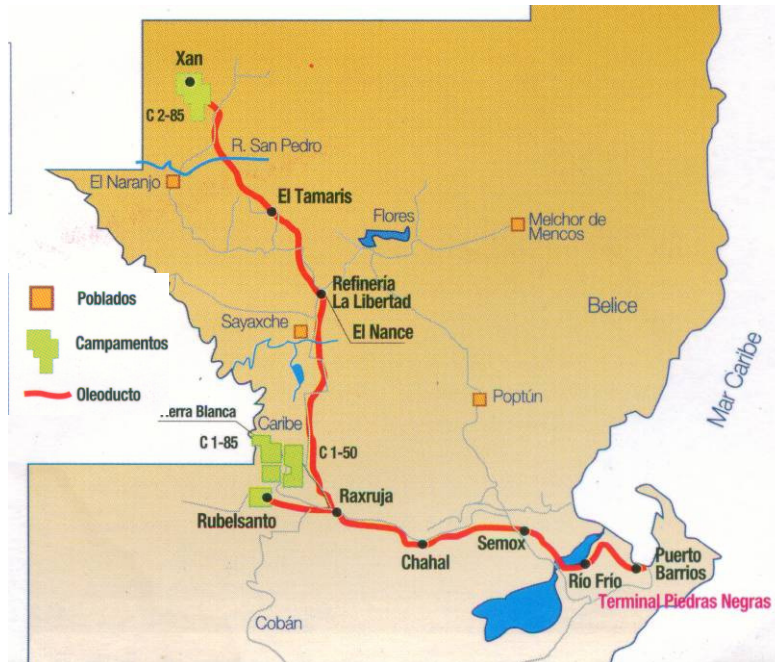 Xan
C 2-85
R. San Pedro
El Naranjo
El Tamaris
Flores
Melchor de
Mencos
Refinería
La Libertad
Belice
Poblados
Sayaxche
El Nance
Campamentos
Mar Caribe
Oleoducto
Poptún
Blanca
Caribe
C 1-85
C 1-50
Rubelsanto
Raxruja
Chahal
Semox
Río Frío
Puerto
Barrios
Terminal Piedras Negras
Cobán